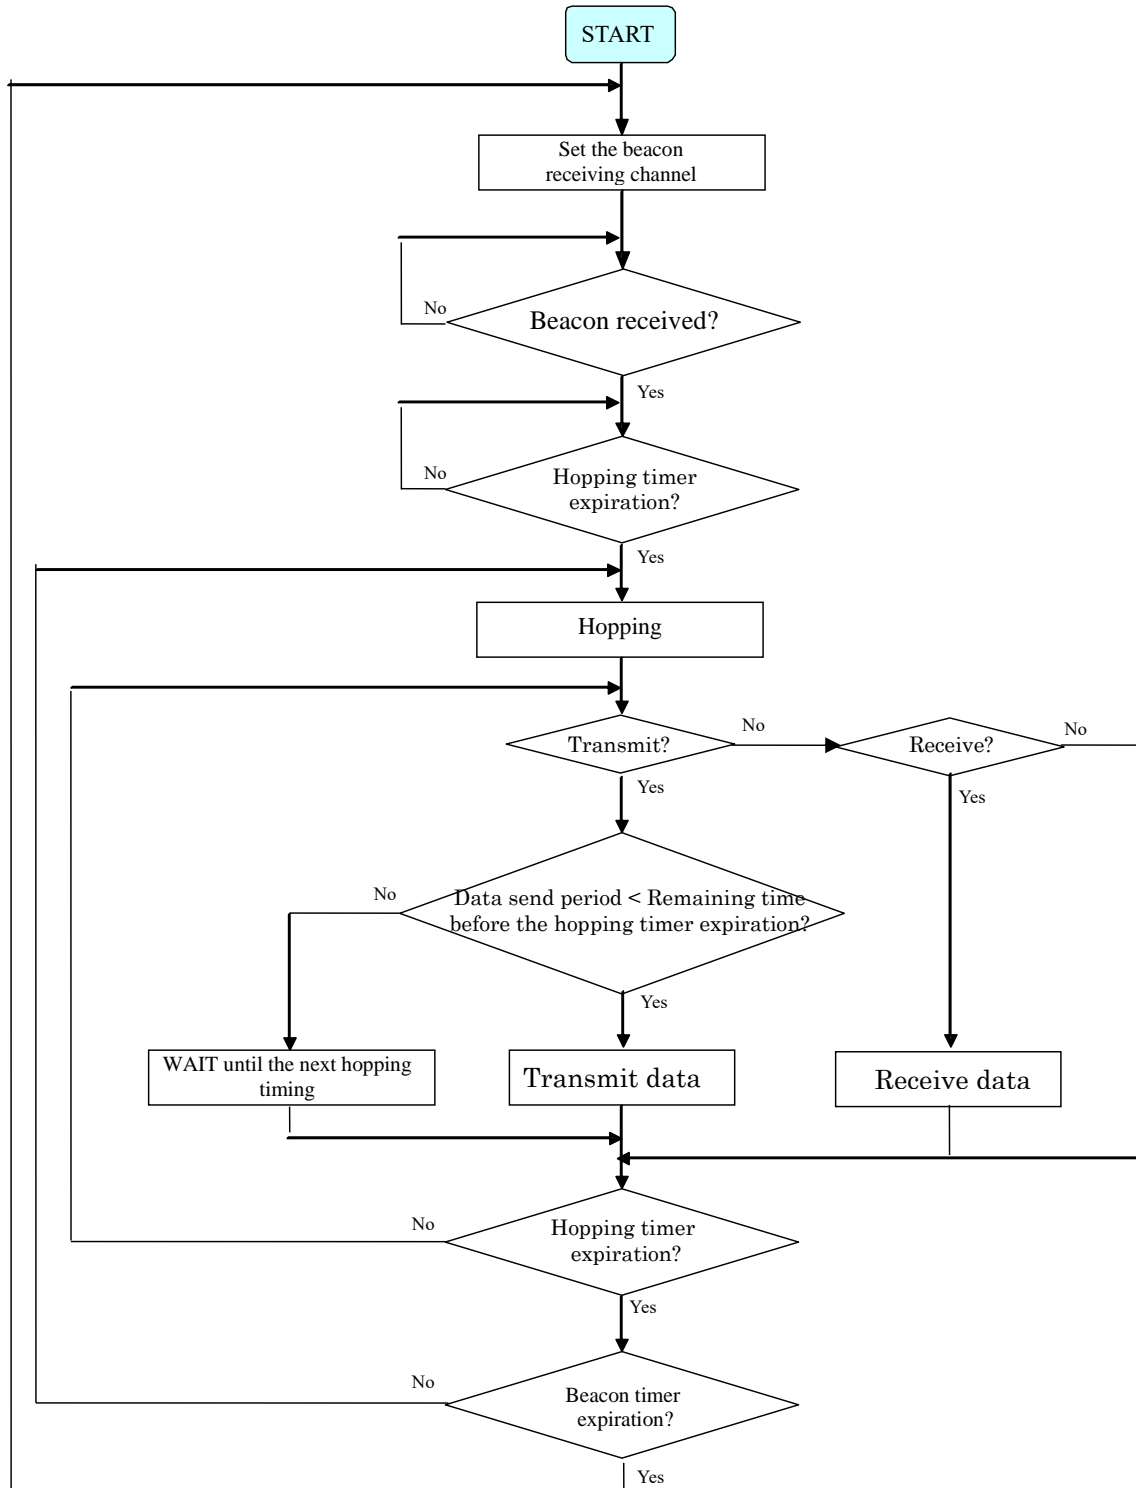 START
Set the beacon
receiving channel
No
Beacon received?
Yes
No
Hopping timer
expiration?
Yes
Hopping
Transmit?
No
Receive?
No
Yes
Yes
No
Data send period < Remaining time
before the hopping timer expiration?
Yes
WAIT until the next hopping
timing
Transmit data
Receive data
No
Hopping timer
expiration?
Yes
No
Beacon timer
expiration?
Yes